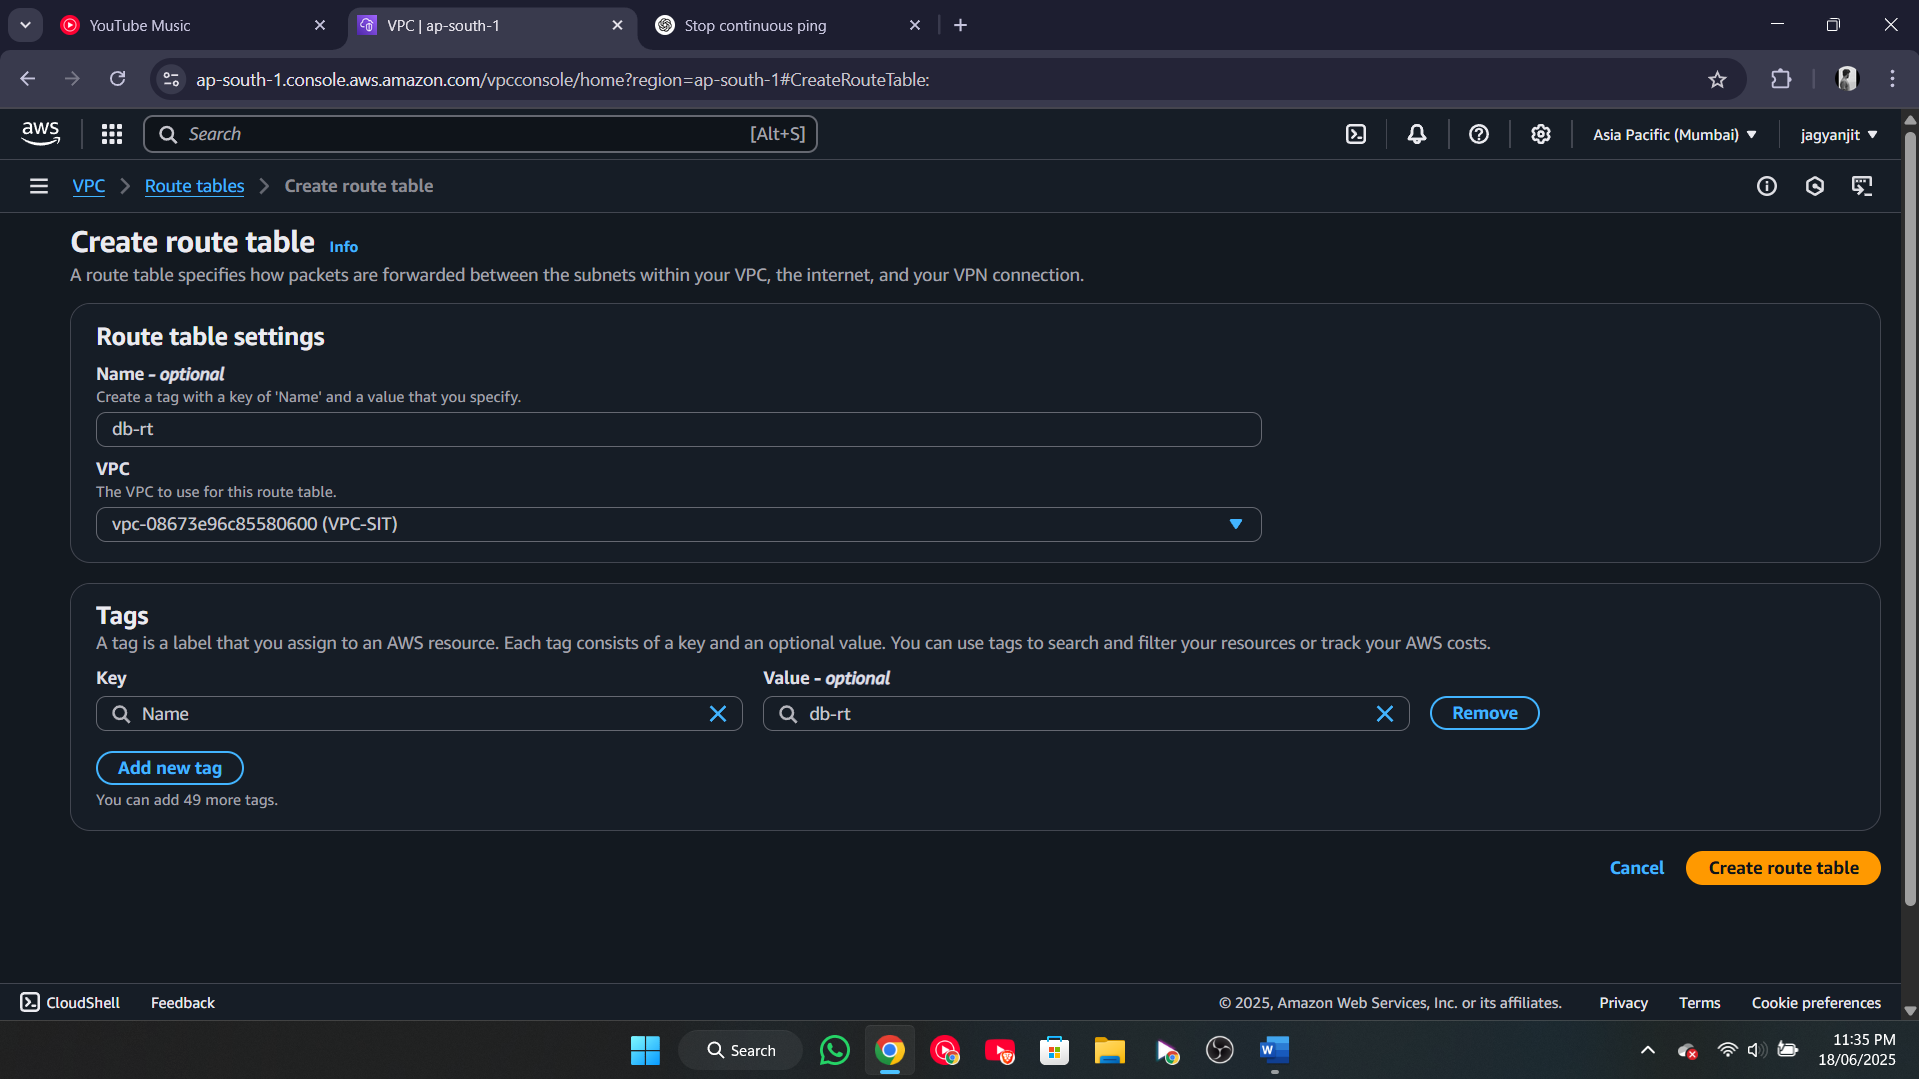 YouTube Music
VPC | ap-south-1
Stop continuous ping
ap-south-1.console.aws.amazon.com/vpcconsole/home?region=ap-south-1#CreateRouteTable:
aws
Search
[Alt+S]
Asia Pacific (Mumbai)
jagyanjit
VPC
Route tables
Create route table
Create route table
Info
A route table specifies how packets are forwarded between the subnets within your VPC, the internet, and your VPN connection.
Route table settings
Name - optional
Create a tag with a key of 'Name' and a value that you specify.
db-rt
VPC
The VPC to use for this route table.
vpc-08673e96c85580600 (VPC-SIT)
Tags
A tag is a label that you assign to an AWS resource. Each tag consists of a key and an optional value. You can use tags to search and filter your resources or track your AWS costs.
Key
Value - optional
Name
db-rt
Remove
Add new tag
You can add 49 more tags.
Cancel
Create route table
CloudShell
Feedback
© 2025, Amazon Web Services, Inc. or its affiliates.
Privacy
Terms
Cookie preferences
Search
W
11:35 PM
18/06/2025